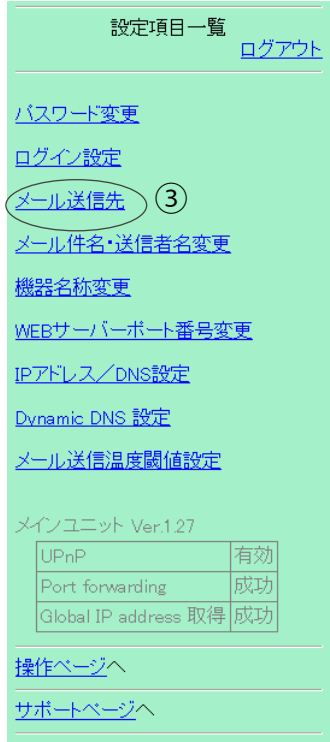 設定項目一覧
ログアウト
パスワード変更
ログイン設定
メール送信先 ③
メール件名・送信者名変更
機器名称変更
WEBサーバーポート番号変更
IPアドレス／DNS設定
Dynamic DNS 設定
メール送信温度閾値設定
メインユニット Ver.1.27
UPnP 有効
Port forwarding 成功
Global IP address 取得 成功
操作ページへ
サポートページへ